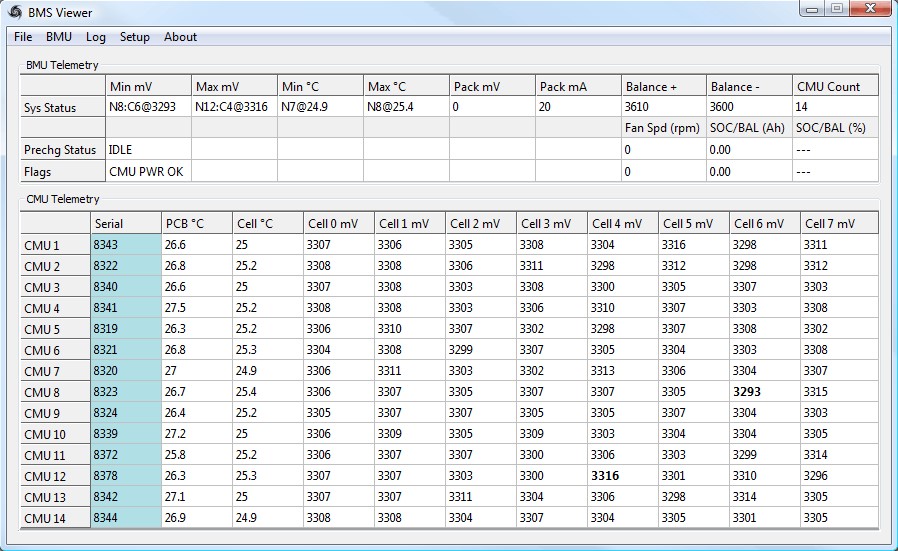 BMS Viewer
File BMU Log Setup About
BMU Telemetry
Min mV Max mV Min °C Max °C Pack mV Pack mA Balance + Balance - CMU Count
Sys Status N8:C6@3293 N12:C4@3316 N7@24.9 N8@25.4 0 20 3610 3600 14
Fan Spd (rpm) SOC/BAL (Ah) SOC/BAL (%)
Prechg Status IDLE 0 0.00 ---
Flags CMU PWR OK 0 0.00 ---
CMU Telemetry
Serial PCB °C Cell °C Cell 0 mV Cell 1 mV Cell 2 mV Cell 3 mV Cell 4 mV Cell 5 mV Cell 6 mV Cell 7 mV
CMU 1 8343 26.6 25 3307 3306 3305 3308 3304 3316 3298 3311
CMU 2 8322 26.8 25.2 3308 3308 3306 3311 3298 3312 3298 3312
CMU 3 8340 26.6 25 3307 3308 3303 3308 3300 3305 3307 3303
CMU 4 8341 27.5 25.2 3308 3308 3303 3306 3310 3307 3303 3308
CMU 5 8319 26.3 25.2 3306 3310 3307 3302 3298 3307 3308 3302
CMU 6 8321 26.8 25.3 3304 3308 3299 3307 3305 3304 3303 3308
CMU 7 8320 27 24.9 3306 3311 3303 3302 3313 3306 3304 3307
CMU 8 8323 26.7 25.4 3306 3307 3305 3307 3307 3305 3293 3315
CMU 9 8324 26.4 25.2 3305 3307 3305 3305 3305 3307 3304 3303
CMU 10 8339 27.2 25 3306 3309 3305 3309 3303 3304 3304 3305
CMU 11 8372 25.8 25.2 3306 3307 3307 3300 3306 3303 3299 3314
CMU 12 8378 26.3 25.3 3307 3307 3303 3300 3316 3301 3310 3296
CMU 13 8342 27.1 25 3307 3307 3311 3304 3306 3298 3314 3305
CMU 14 8344 26.9 24.9 3308 3308 3304 3307 3304 3305 3301 3305